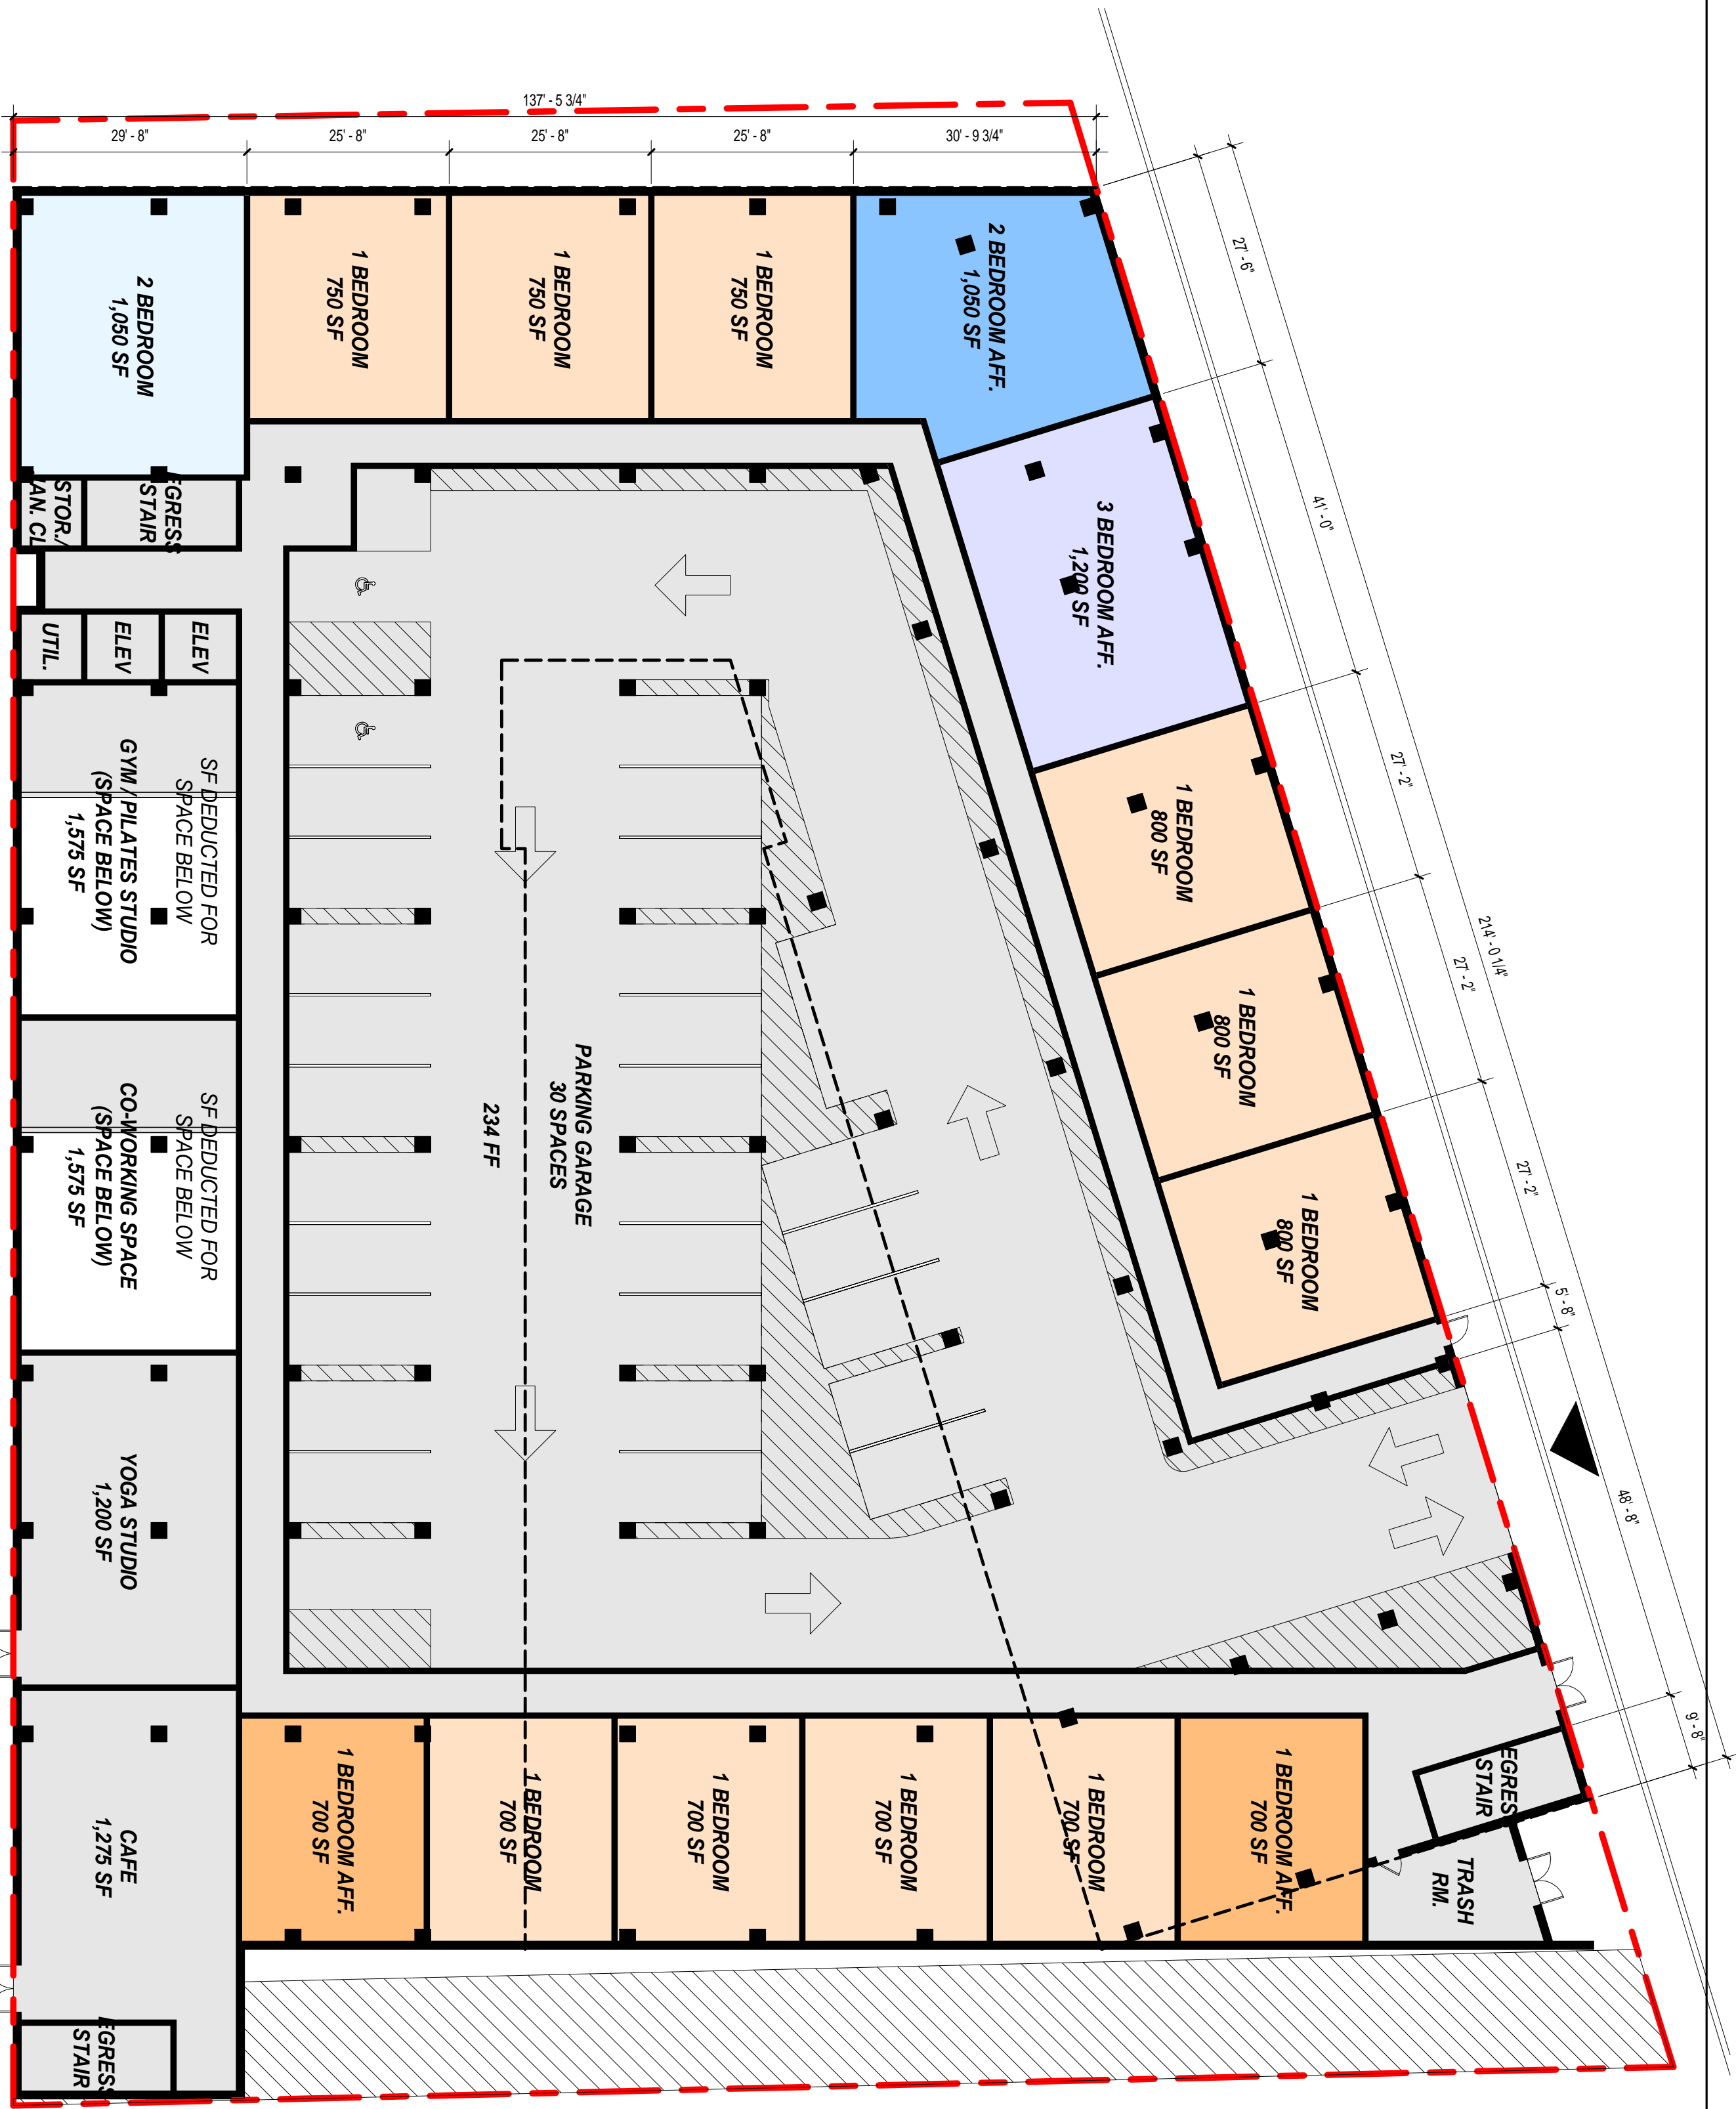 137' - 5 3/4"
29' - 8"
25' - 8"
25' - 8"
25' - 8"
30' - 9 3/4"
27' - 6"
41' - 0"
27' - 2"
27' - 2"
27' - 2"
214' - 0 1/4"
5' - 8"
48' - 8"
9' - 8"
2 BEDROOM
1,050 SF
1 BEDROOM
750 SF
1 BEDROOM
750 SF
1 BEDROOM
750 SF
2 BEDROOM AFF.
1,050 SF
3 BEDROOM AFF.
1,200 SF
1 BEDROOM
800 SF
1 BEDROOM
800 SF
1 BEDROOM
800 SF
STOR./
JAN. CL.
EGRESS
STAIR
UTIL.
ELEV
ELEV
SF DEDUCTED FOR
SPACE BELOW
GYM / PILATES STUDIO
(SPACE BELOW)
1,575 SF
SF DEDUCTED FOR
SPACE BELOW
CO-WORKING SPACE
(SPACE BELOW)
1,575 SF
PARKING GARAGE
30 SPACES
234 FF
YOGA STUDIO
1,200 SF
CAFE
1,275 SF
EGRESS
STAIR
1 BEDROOM AFF.
700 SF
1 BEDROOM
700 SF
1 BEDROOM
700 SF
1 BEDROOM
700 SF
1 BEDROOM
700 SF
1 BEDROOM AFF.
700 SF
EGRESS
STAIR
TRASH
RM.